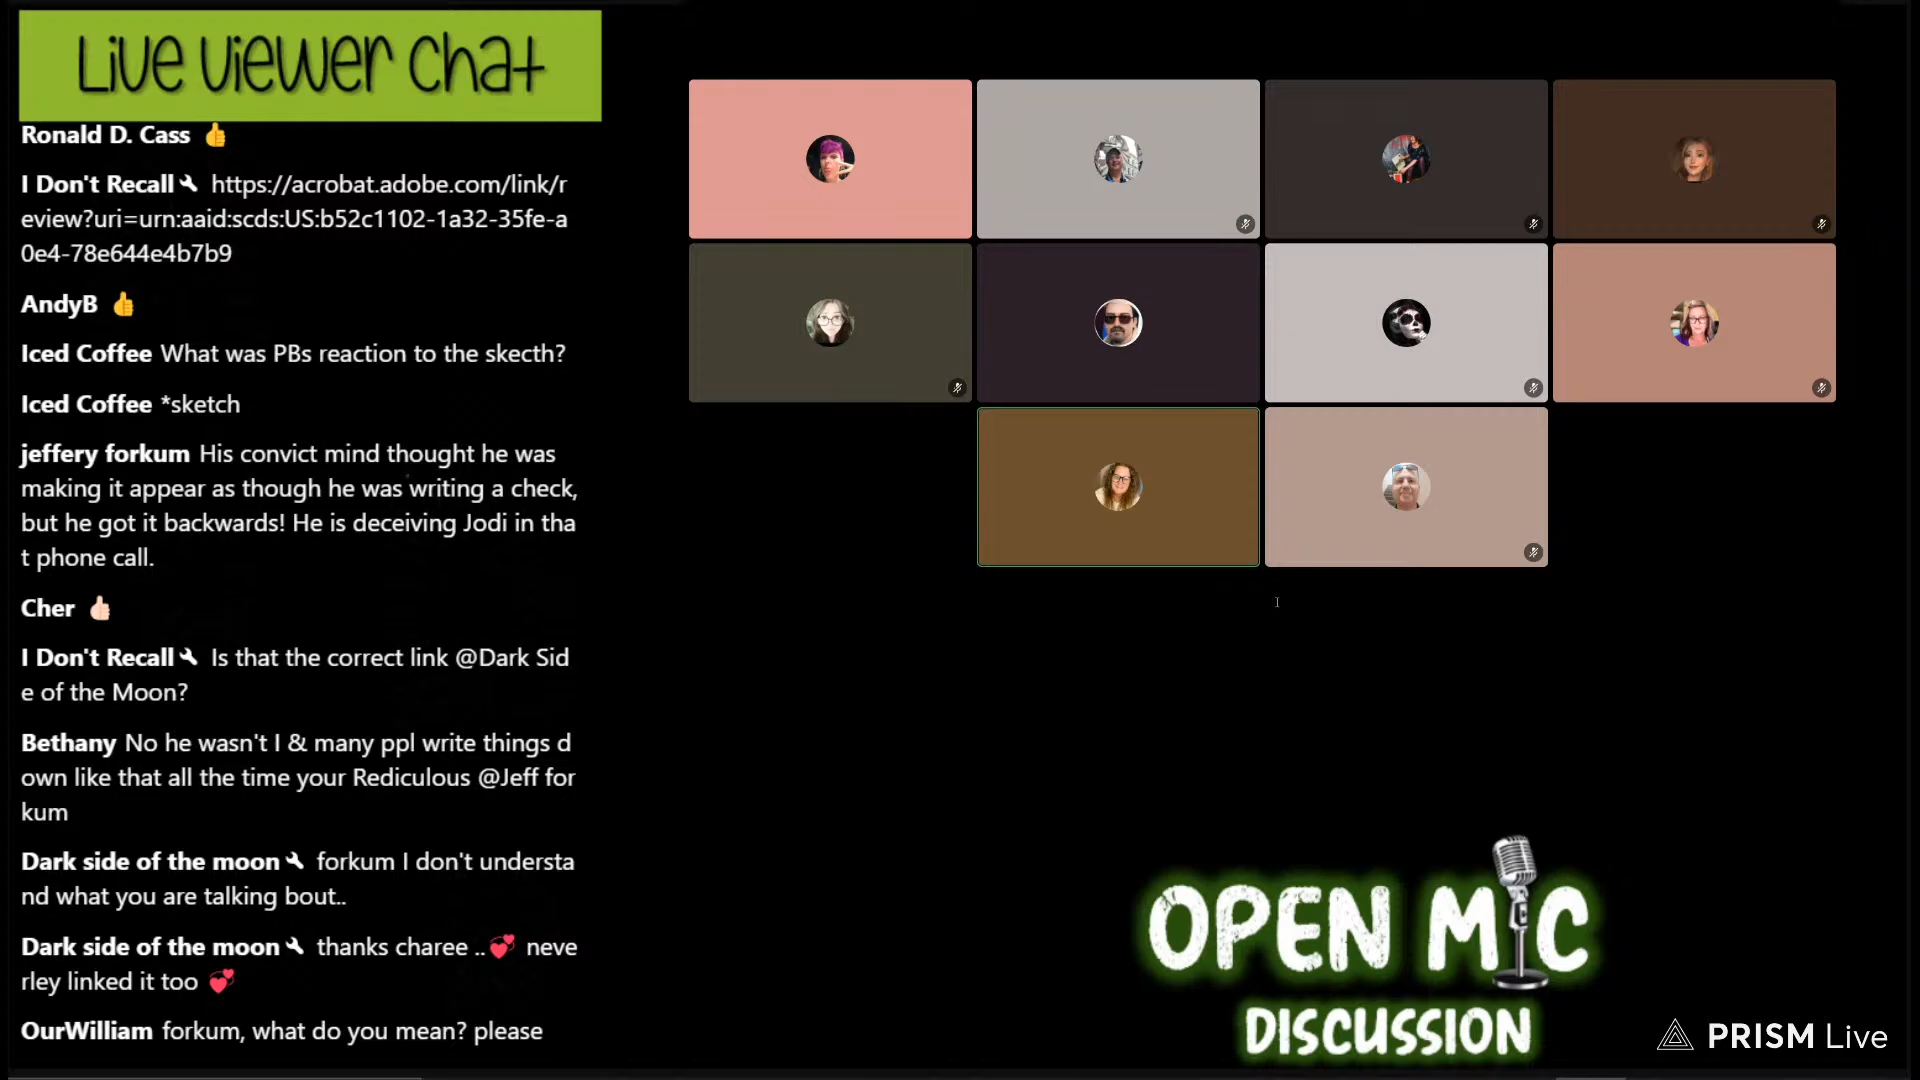 Live Viewer Chat
Ronald D. Cass 👍
I Don't Recall https://acrobat.adobe.com/link/r
eview?uri=urn:aaid:scds:US:b52c1102-1a32-35fe-a
0e4-78e644e4b7b9
AndyB 👍
Iced Coffee What was PBs reaction to the skecth?
Iced Coffee *sketch
jeffery forkum His convict mind thought he was
making it appear as though he was writing a check,
but he got it backwards! He is deceiving Jodi in tha
t phone call.
Cher 👍🏻
I Don't Recall Is that the correct link @Dark Sid
e of the Moon?
Bethany No he wasn't I & many ppl write things d
own like that all the time your Rediculous @Jeff for
kum
Dark side of the moon forkum I don't understa
nd what you are talking bout..
Dark side of the moon thanks charee ..💞 neve
rley linked it too 💞
OurWilliam forkum, what do you mean? please
OPEN MIC
DISCUSSION
PRISM Live